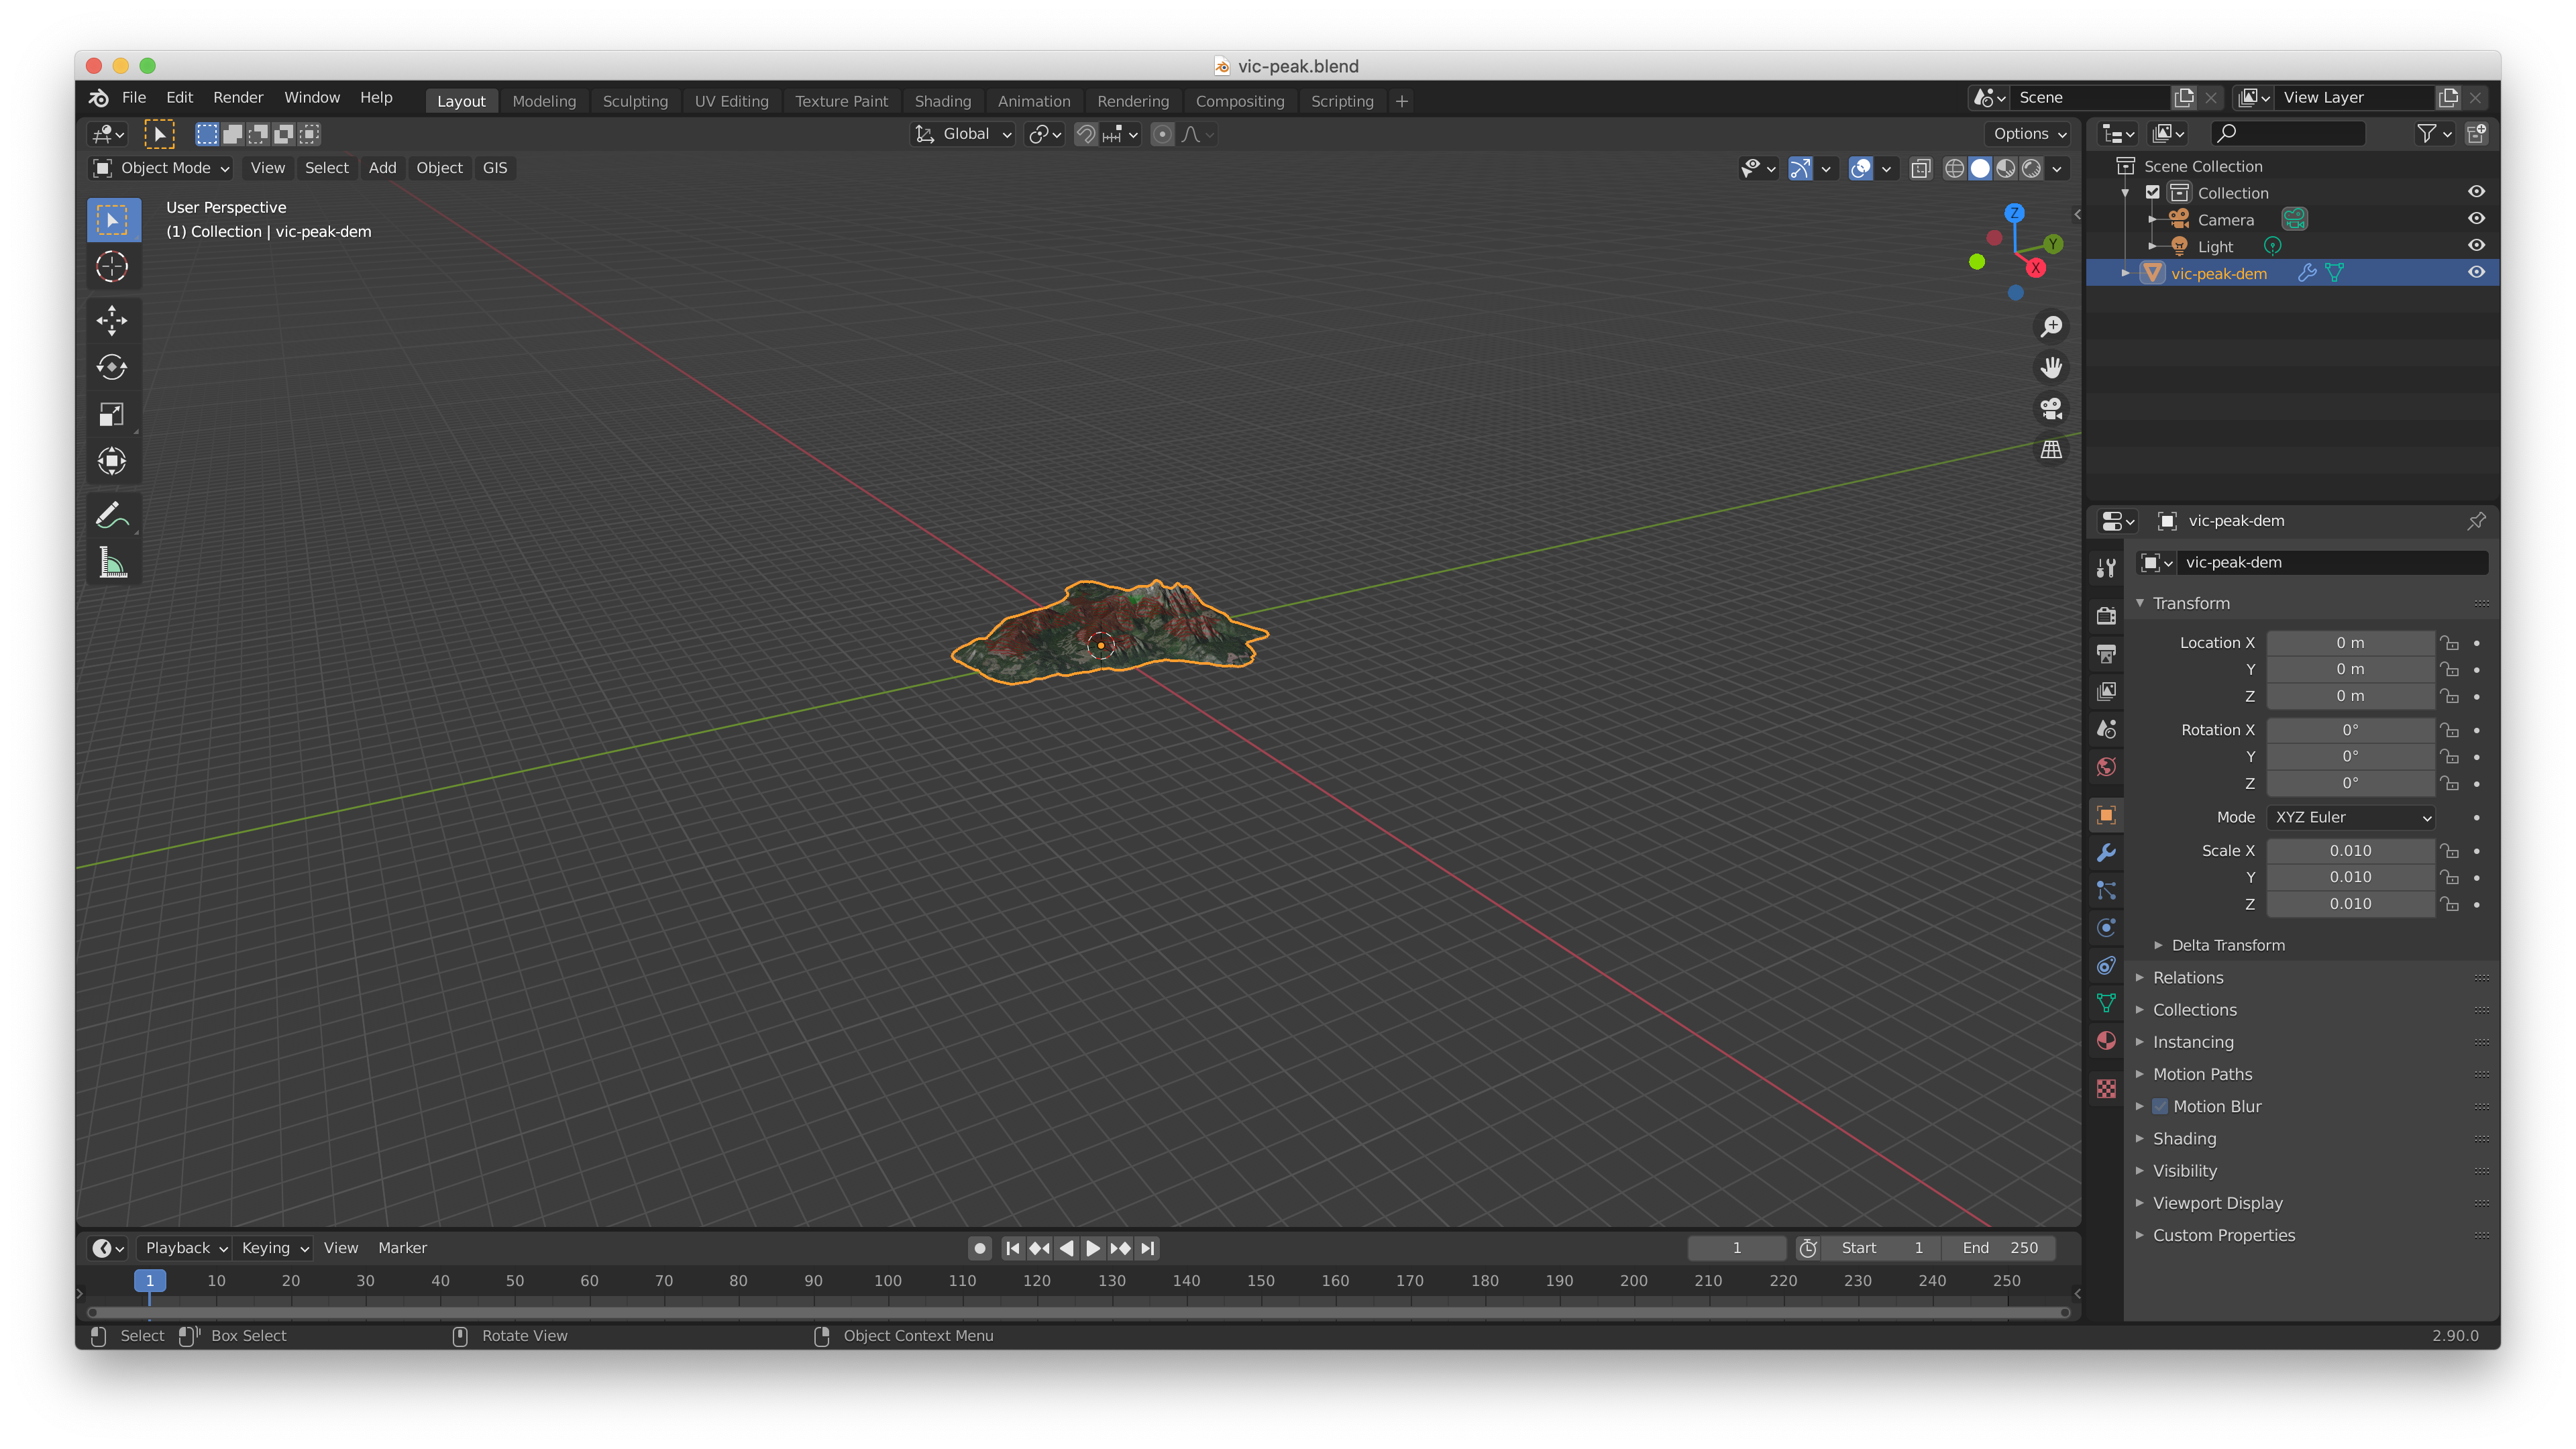 vic-peak.blend
File Edit Render Window Help Layout Modeling Sculpting UV Editing Texture Paint Shading Animation Rendering Compositing Scripting + Scene View Layer
Global Options
Object Mode View Select Add Object GIS
User Perspective
(1) Collection | vic-peak-dem
Z
Y
X
Scene Collection
Collection
Camera
Light
vic-peak-dem
vic-peak-dem
vic-peak-dem
Transform
Location X 0 m
Y 0 m
Z 0 m
Rotation X 0°
Y 0°
Z 0°
Mode XYZ Euler
Scale X 0.010
Y 0.010
Z 0.010
Delta Transform
Relations
Collections
Instancing
Motion Paths
Motion Blur
Shading
Visibility
Viewport Display
Custom Properties
Playback Keying View Marker 1 Start 1 End 250
1 10 20 30 40 50 60 70 80 90 100 110 120 130 140 150 160 170 180 190 200 210 220 230 240 250
Select Box Select Rotate View Object Context Menu 2.90.0